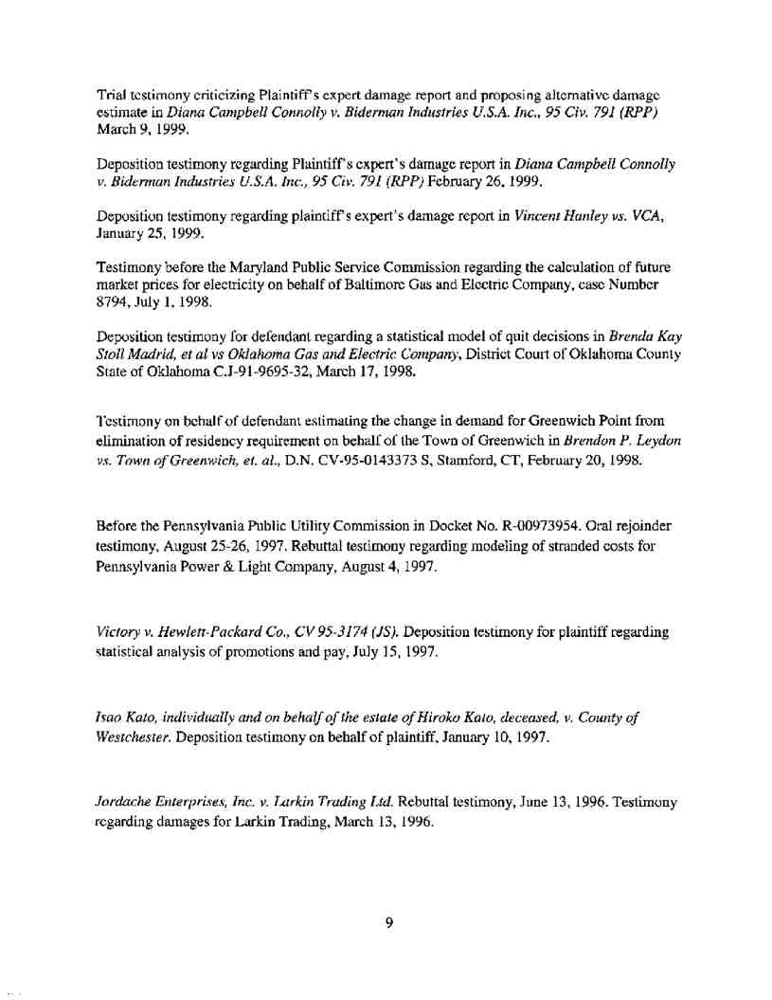 Trial testimony criticizing Plaintiff's expert damage report and proposing alternative damage
estimate in Diana Campbell Connolly v. Biderman Industries U.S.A. Inc., 95 Civ. 791 (RPP)
March 9, 1999.
Deposition testimony regarding Plaintiff's expert's damage report in Diana Campbell Connolly
v. Biderman Industries U.S.A. Inc., 95 Civ. 791 (RPP) February 26, 1999.
Deposition testimony regarding plaintiff's expert's damage report in Vincent Hanley vs. VCA,
January 25, 1999.
Testimony before the Maryland Public Service Commission regarding the calculation of future
market prices for electricity on behalf of Baltimore Gas and Electric Company, case Number
8794, July 1, 1998.
Deposition testimony for defendant regarding a statistical model of quit decisions in Brenda Kay
Stoll Madrid, et al vs Oklahoma Gas and Electric Company, District Court of Oklahoma County
State of Oklahoma CJ-91-9695-32, March 17, 1998.
Testimony on behalf of defendant estimating the change in demand for Greenwich Point from
elimination of residency requirement on behalf of the Town of Greenwich in Brendon P. Leydon
vs. Town of Greenwich, et. al., D.N. CV-95-0143373 S, Stamford, CT, February 20, 1998.
Before the Pennsylvania Public Utility Commission in Docket No. R-00973954. Oral rejoinder
testimony, August 25-26, 1997. Rebuttal testimony regarding modeling of stranded costs for
Pennsylvania Power & Light Company, August 4, 1997.
Victory v. Hewlett-Packard Co., CV 95-3174 (JS). Deposition testimony for plaintiff regarding
statistical analysis of promotions and pay, July 15, 1997.
Isao Kato, individually and on behalf of the estate of Hiroko Kato, deceased, v. County of
Westchester. Deposition testimony on behalf of plaintiff, January 10, 1997.
Jordache Enterprises, Inc. v. Larkin Trading Ltd. Rebuttal testimony, June 13, 1996. Testimony
regarding damages for Larkin Trading, March 13, 1996.
9